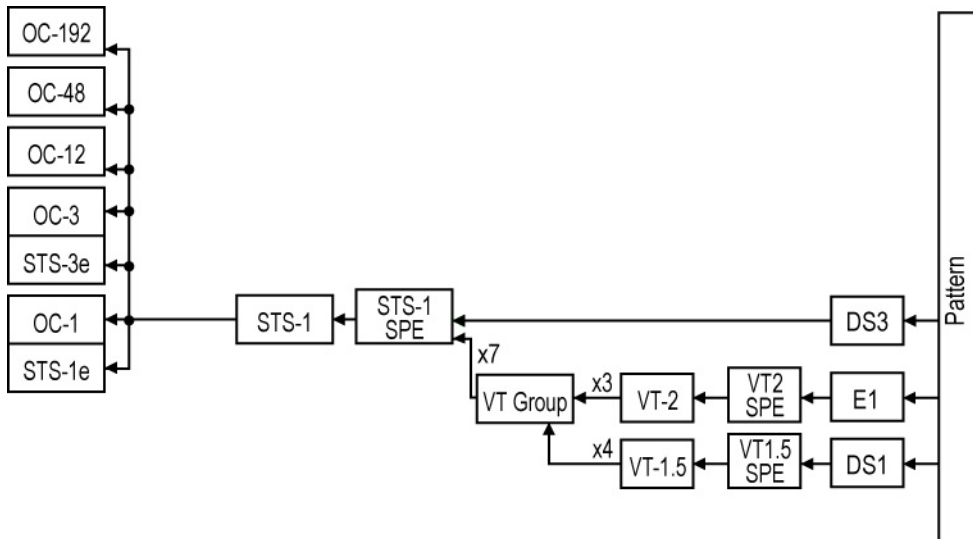 OC-192
OC-48
OC-12
OC-3
STS-3e
OC-1
STS-1e
STS-1
STS-1
SPE
DS3
x7
VT Group
x3
VT-2
VT2
SPE
E1
x4
VT-1.5
VT1.5
SPE
DS1
Pattern